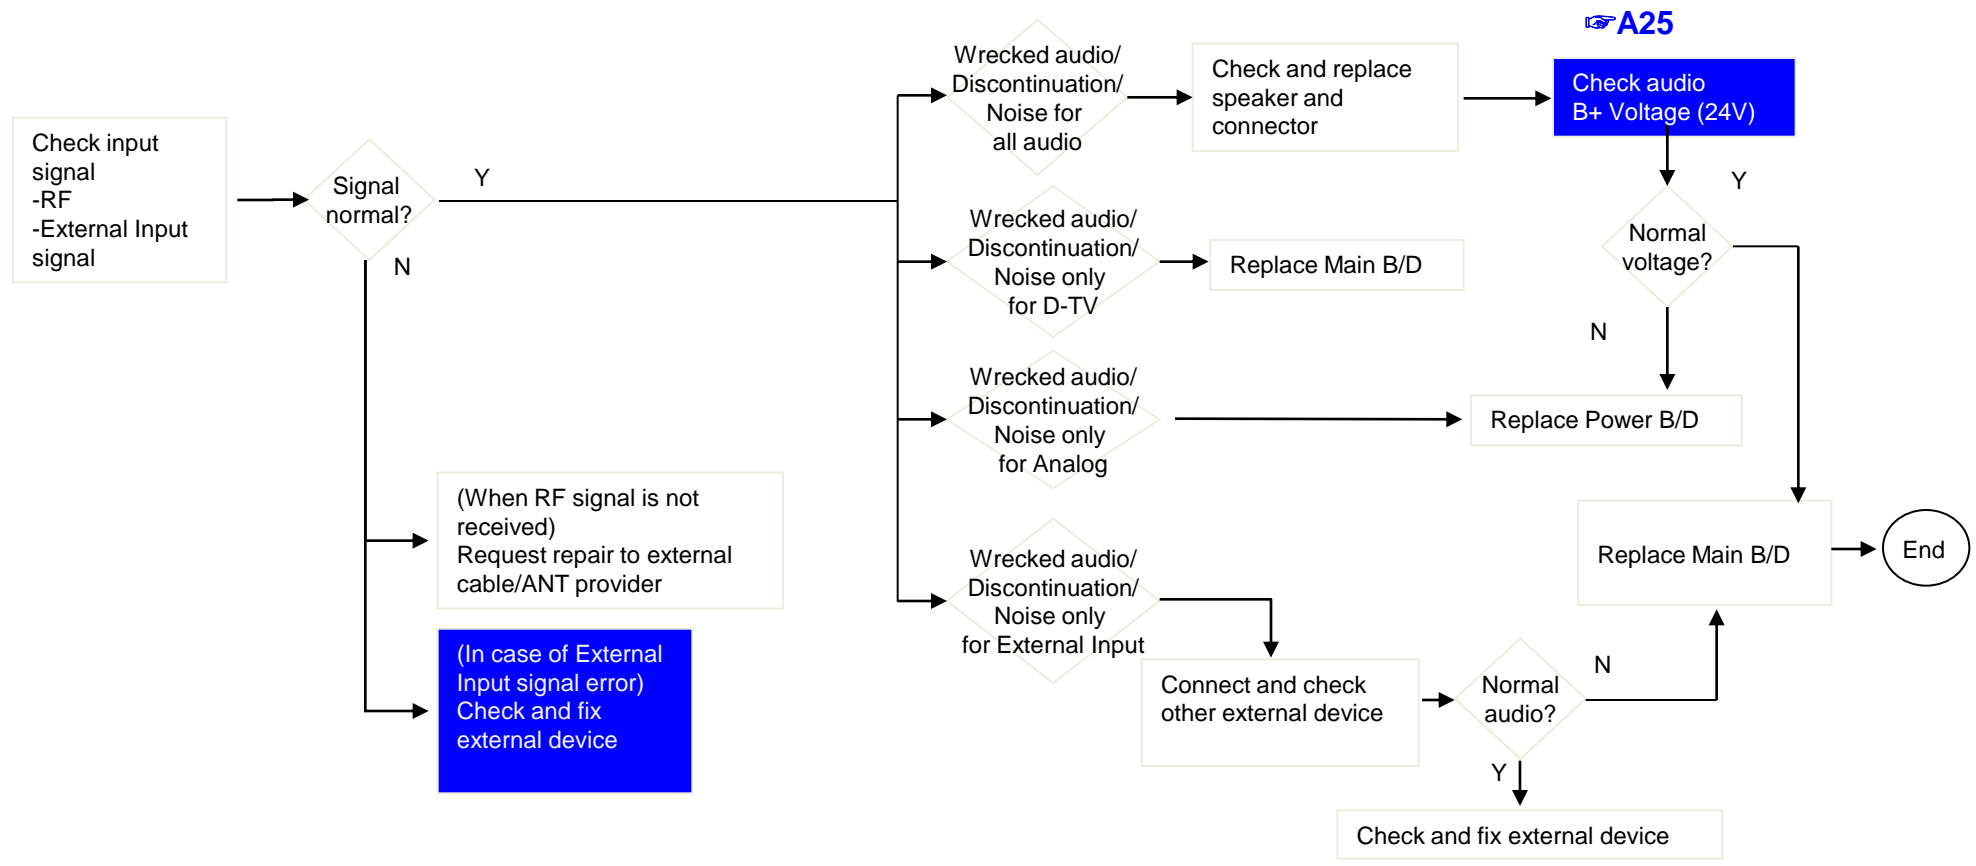 ☞A25
Check input
signal
-RF
-External Input
signal
Signal
normal?
Y
N
Wrecked audio/
Discontinuation/
Noise for
all audio
Check and replace
speaker and
connector
Check audio
B+ Voltage (24V)
Y
Normal
voltage?
N
Wrecked audio/
Discontinuation/
Noise only
for D-TV
Replace Main B/D
Wrecked audio/
Discontinuation/
Noise only
for Analog
Replace Power B/D
(When RF signal is not
received)
Request repair to external
cable/ANT provider
(In case of External
Input signal error)
Check and fix
external device
Wrecked audio/
Discontinuation/
Noise only
for External Input
Connect and check
other external device
Normal
audio?
N
Y
Replace Main B/D
End
Check and fix external device